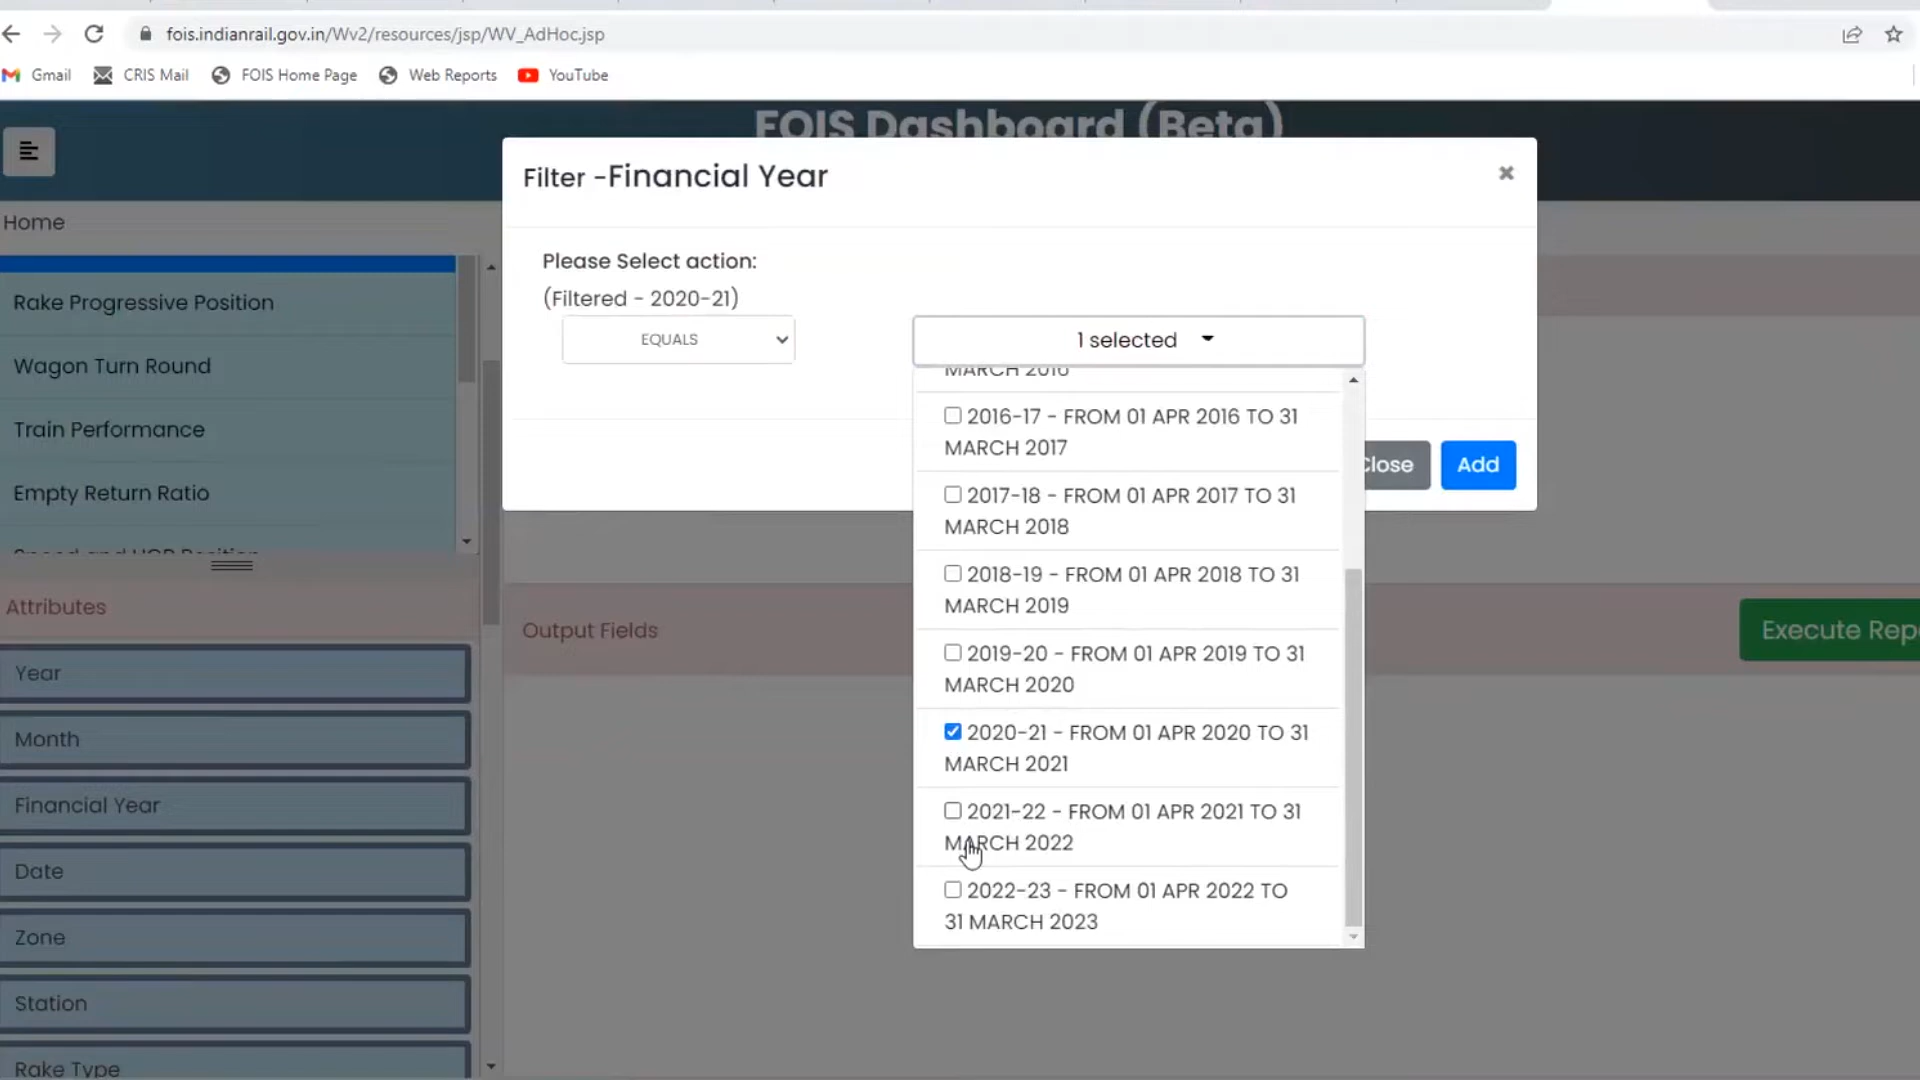 fois.indianrail.gov.in/Wv2/resources/jsp/WV_AdHoc.jsp
Gmail CRIS Mail FOIS Home Page Web Reports YouTube
FOIS Dashboard (Beta)
Filter -Financial Year
×
Home
Please Select action:
(Filtered - 2020-21)
EQUALS
1 selected
MARCH 2016
2016-17 - FROM 01 APR 2016 TO 31
MARCH 2017
2017-18 - FROM 01 APR 2017 TO 31
MARCH 2018
2018-19 - FROM 01 APR 2018 TO 31
MARCH 2019
2019-20 - FROM 01 APR 2019 TO 31
MARCH 2020
2020-21 - FROM 01 APR 2020 TO 31
MARCH 2021
2021-22 - FROM 01 APR 2021 TO 31
MARCH 2022
2022-23 - FROM 01 APR 2022 TO
31 MARCH 2023
Close Add
Rake Progressive Position
Wagon Turn Round
Train Performance
Empty Return Ratio
Attributes
Year
Month
Financial Year
Date
Zone
Station
Rake Type
Output Fields
Execute Repo